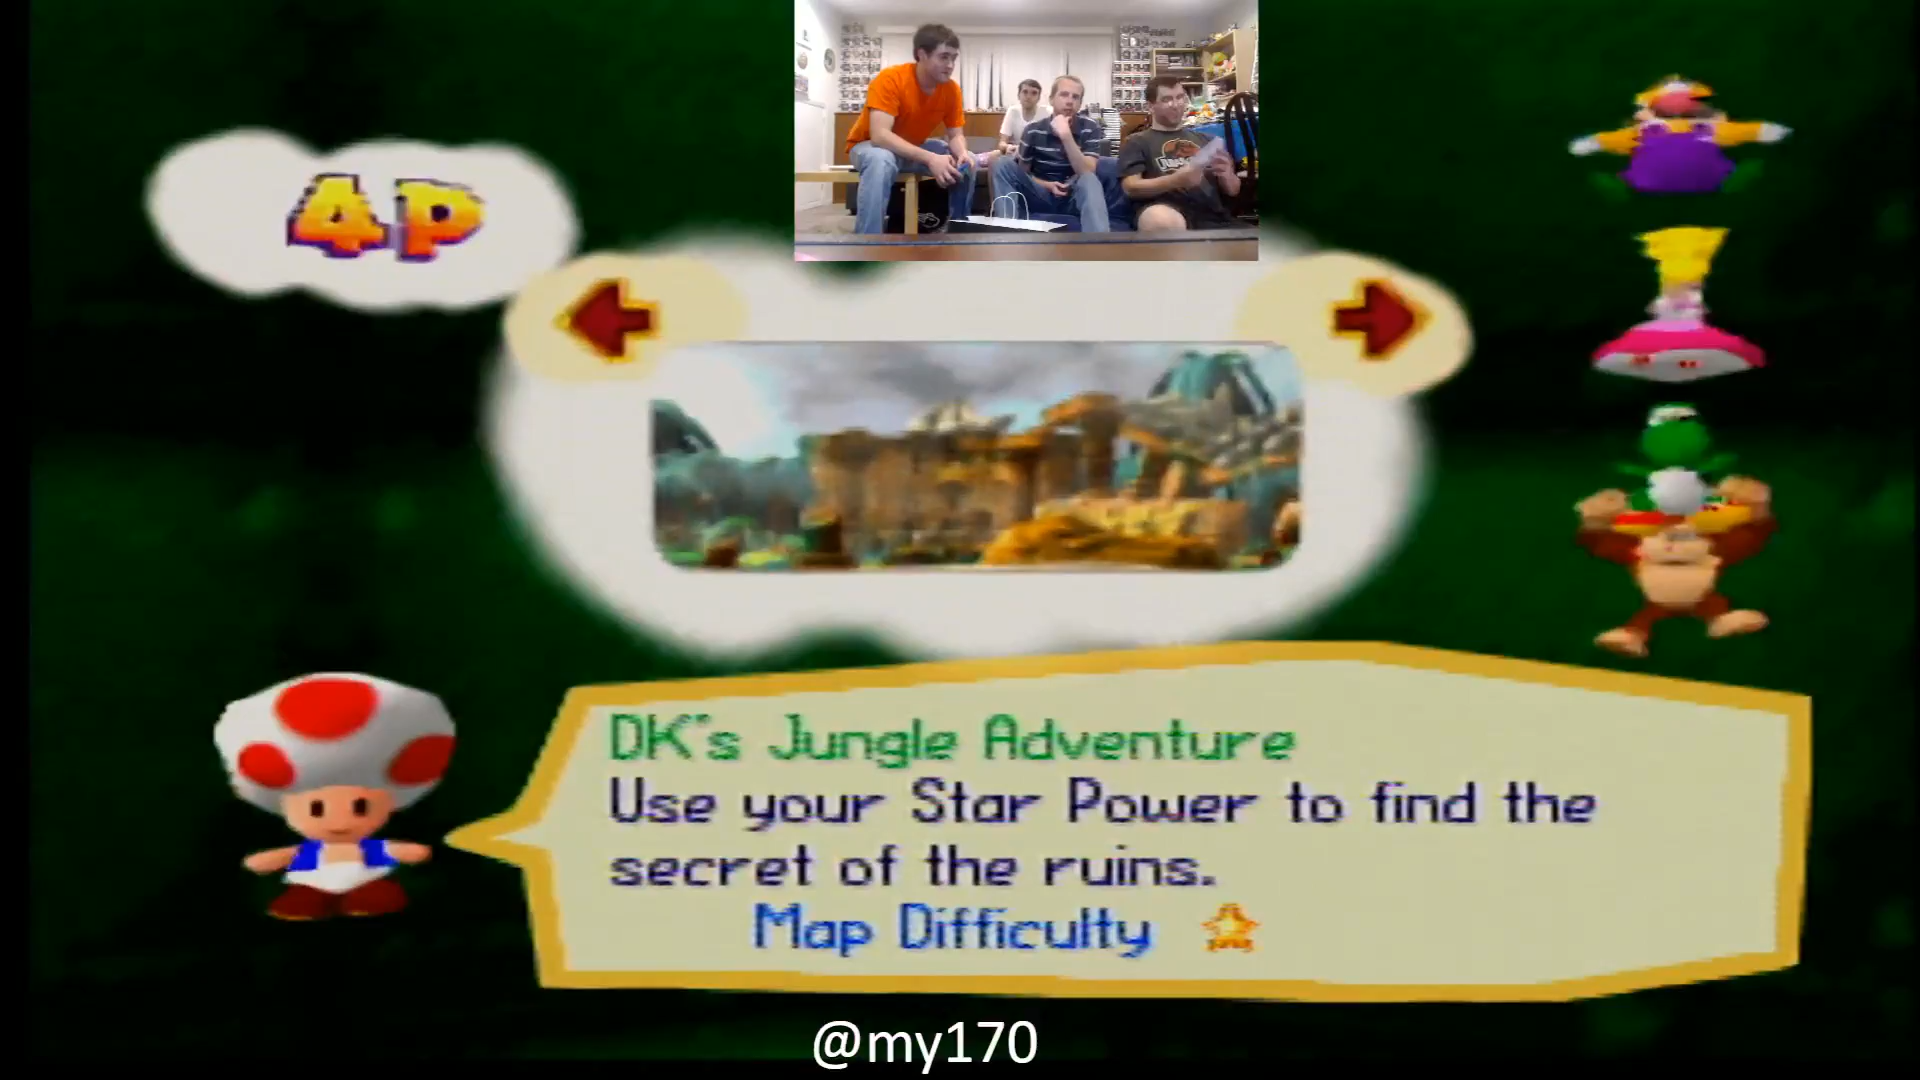 4P
DK's Jungle Adventure
Use your Star Power to find the
secret of the ruins.
Map Difficulty
@my170